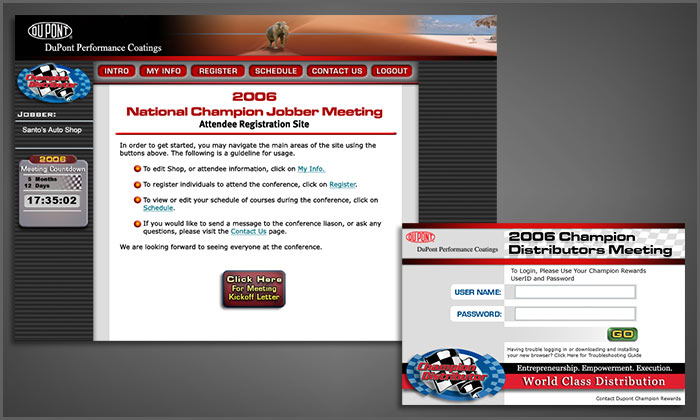 DUPONT
DuPont Performance Coatings
INTRO
MY INFO
REGISTER
SCHEDULE
CONTACT US
LOGOUT
Champion
Distributor
JOBBER:
Santo's Auto Shop
2006
Meeting Countdown
5 Months
12 Days
17:35:02
2006
National Champion Jobber Meeting
Attendee Registration Site
In order to get started, you may navigate the main areas of the site using the
buttons above. The following is a guideline for usage.
To edit Shop, or attendee information, click on My Info.
To register individuals to attend the conference, click on Register.
To view or edit your schedule of courses during the conference, click on
Schedule.
If you would like to send a message to the conference liason, or ask any
questions, please visit the Contact Us page.
We are looking forward to seeing everyone at the conference.
Click Here
For Meeting
Kickoff Letter
DUPONT
DuPont Performance Coatings
2006 Champion
Distributors Meeting
To Login, Please Use Your Champion Rewards
UserID and Password
USER NAME:
PASSWORD:
GO
Having trouble logging in or downloading and installing
your new browser? Click Here for Troubleshooting Guide
Champion
Distributor
Entrepreneurship. Empowerment. Execution.
World Class Distribution
Contact Dupont Champion Rewards